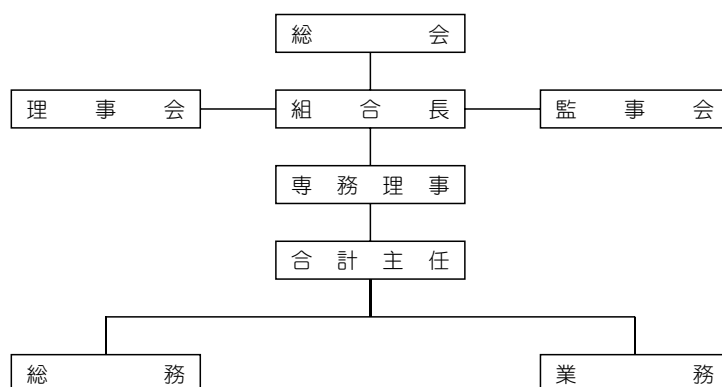 総会
理事会
組合長
監事会
専務理事
合計主任
総務
業務